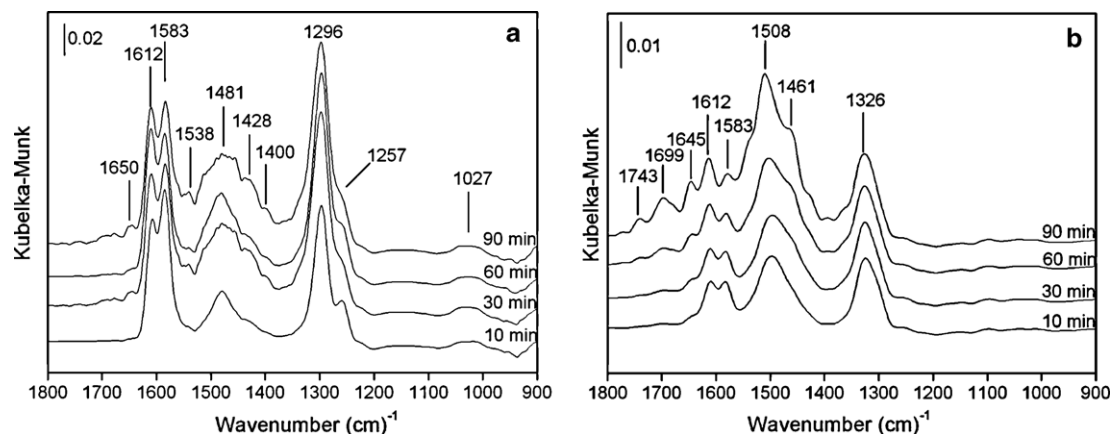 0.02
a
1583
1612
1296
1481
1538
1428
1400
1650
1257
1027
90 min
60 min
30 min
10 min
Kubelka-Munk
1800 1700 1600 1500 1400 1300 1200 1100 1000 900
Wavenumber (cm)-1
0.01
b
1508
1461
1612
1326
1583
1645
1699
1743
90 min
60 min
30 min
10 min
Kubelka-Munk
1800 1700 1600 1500 1400 1300 1200 1100 1000 900
Wavenumber (cm)-1